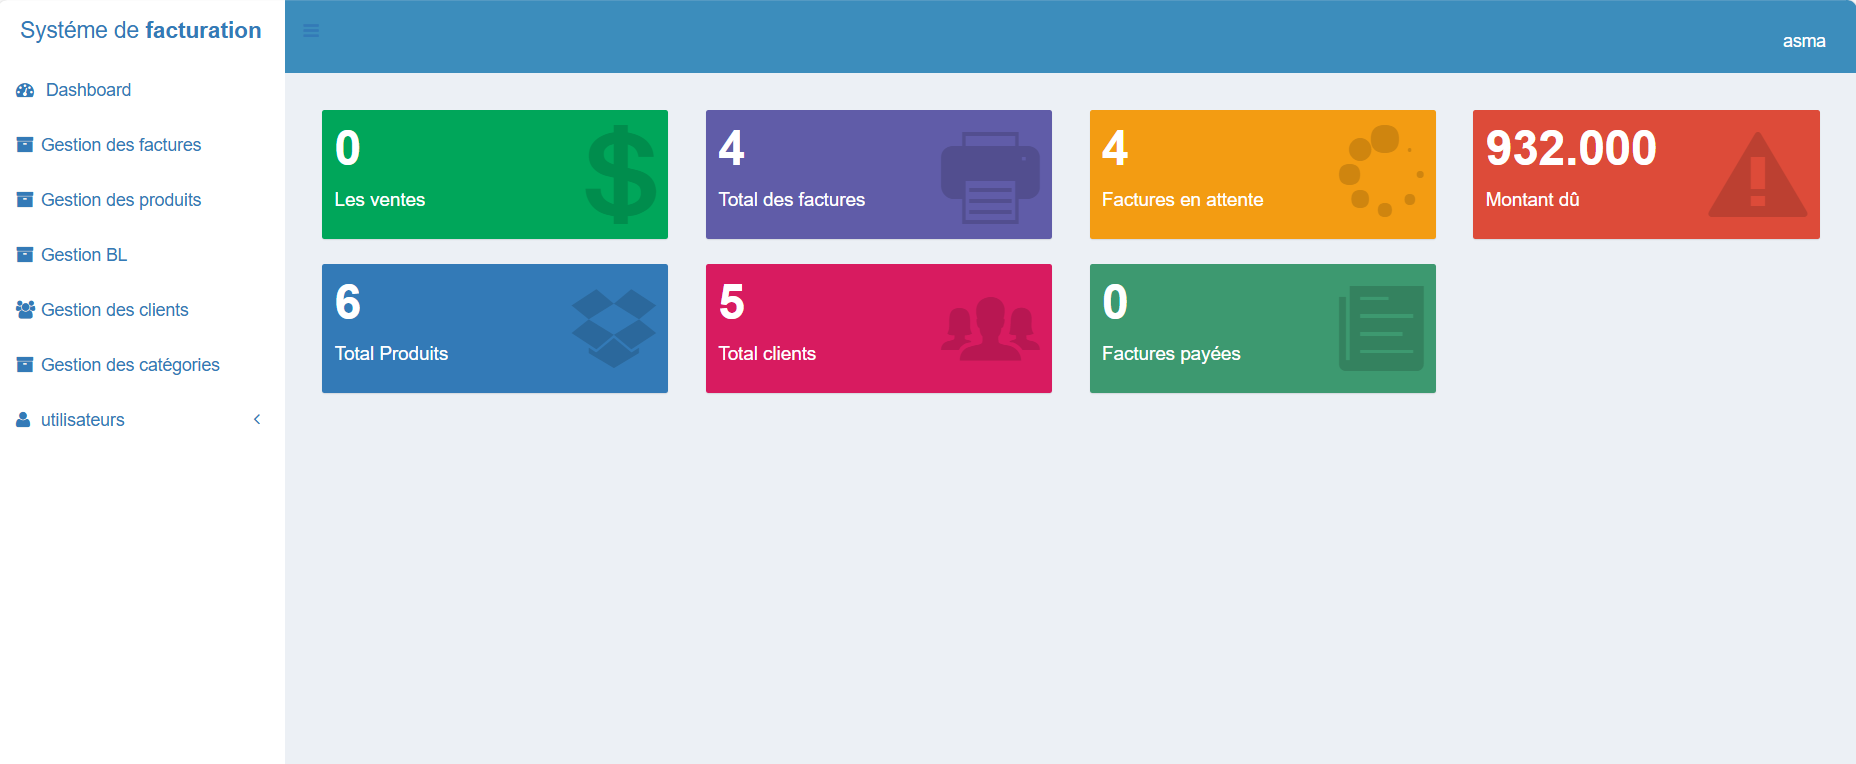 Systéme de facturation
asma
Dashboard
Gestion des factures
Gestion des produits
Gestion BL
Gestion des clients
Gestion des catégories
utilisateurs
0
Les ventes
4
Total des factures
4
Factures en attente
932.000
Montant dû
6
Total Produits
5
Total clients
0
Factures payées